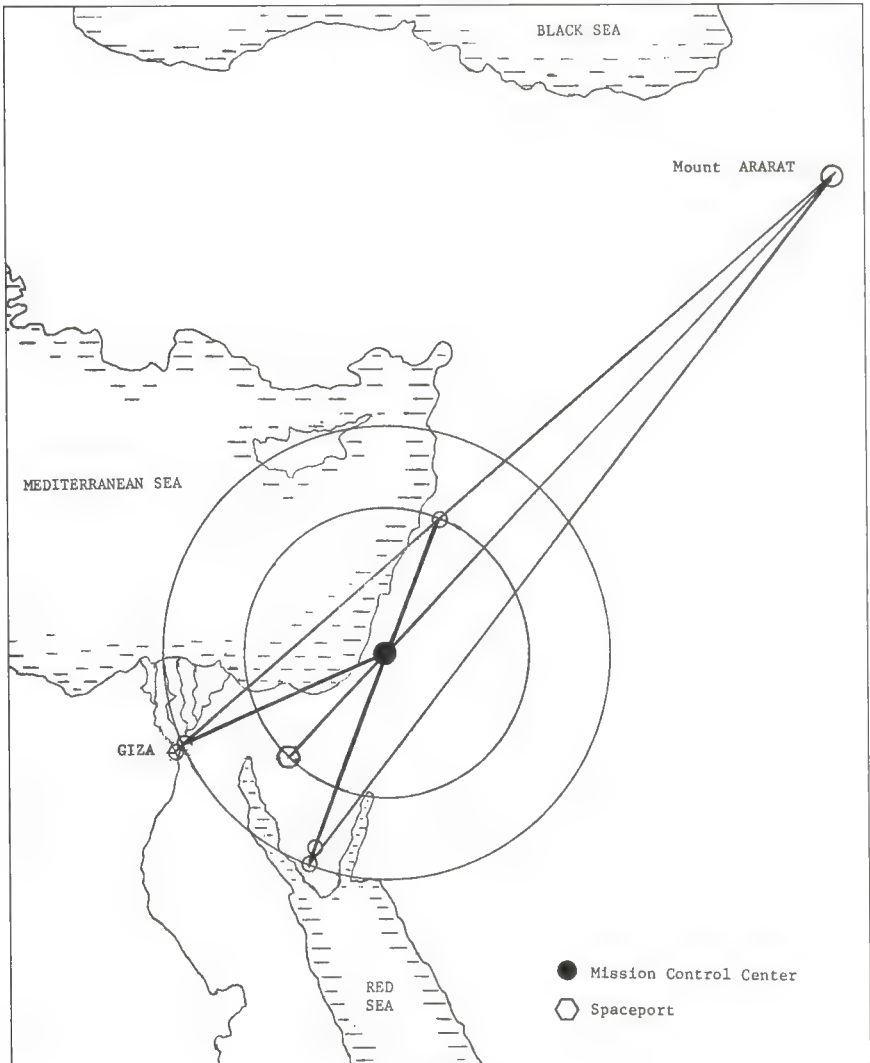 BLACK SEA
Mount ARARAT
MEDITERRANEAN SEA
GIZA
RED
SEA
Mission Control Center
Spaceport